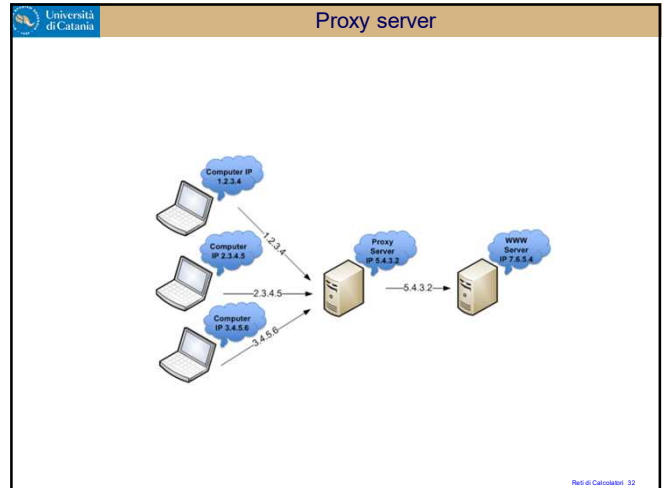 Università
di Catania
Proxy server
Computer IP
1.2.3.4
1.2.3.4
Computer
IP 2.3.4.5
2.3.4.5
Computer
IP 3.4.5.6
3.4.5.6
Proxy
Server
IP 5.4.3.2
5.4.3.2
WWW
Server
IP 7.6.5.4
Reti di Calcolatori 32